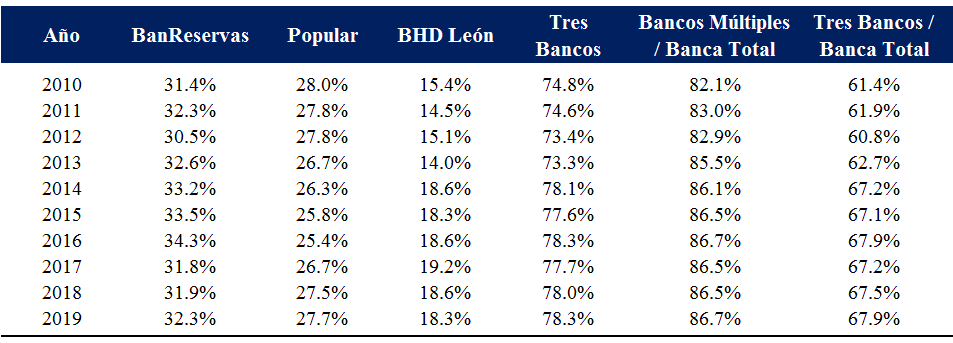 Año BanReservas Popular BHD León Tres Bancos Bancos Múltiples / Banca Total Tres Bancos / Banca Total
2010 31.4% 28.0% 15.4% 74.8% 82.1% 61.4%
2011 32.3% 27.8% 14.5% 74.6% 83.0% 61.9%
2012 30.5% 27.8% 15.1% 73.4% 82.9% 60.8%
2013 32.6% 26.7% 14.0% 73.3% 85.5% 62.7%
2014 33.2% 26.3% 18.6% 78.1% 86.1% 67.2%
2015 33.5% 25.8% 18.3% 77.6% 86.5% 67.1%
2016 34.3% 25.4% 18.6% 78.3% 86.7% 67.9%
2017 31.8% 26.7% 19.2% 77.7% 86.5% 67.2%
2018 31.9% 27.5% 18.6% 78.0% 86.5% 67.5%
2019 32.3% 27.7% 18.3% 78.3% 86.7% 67.9%